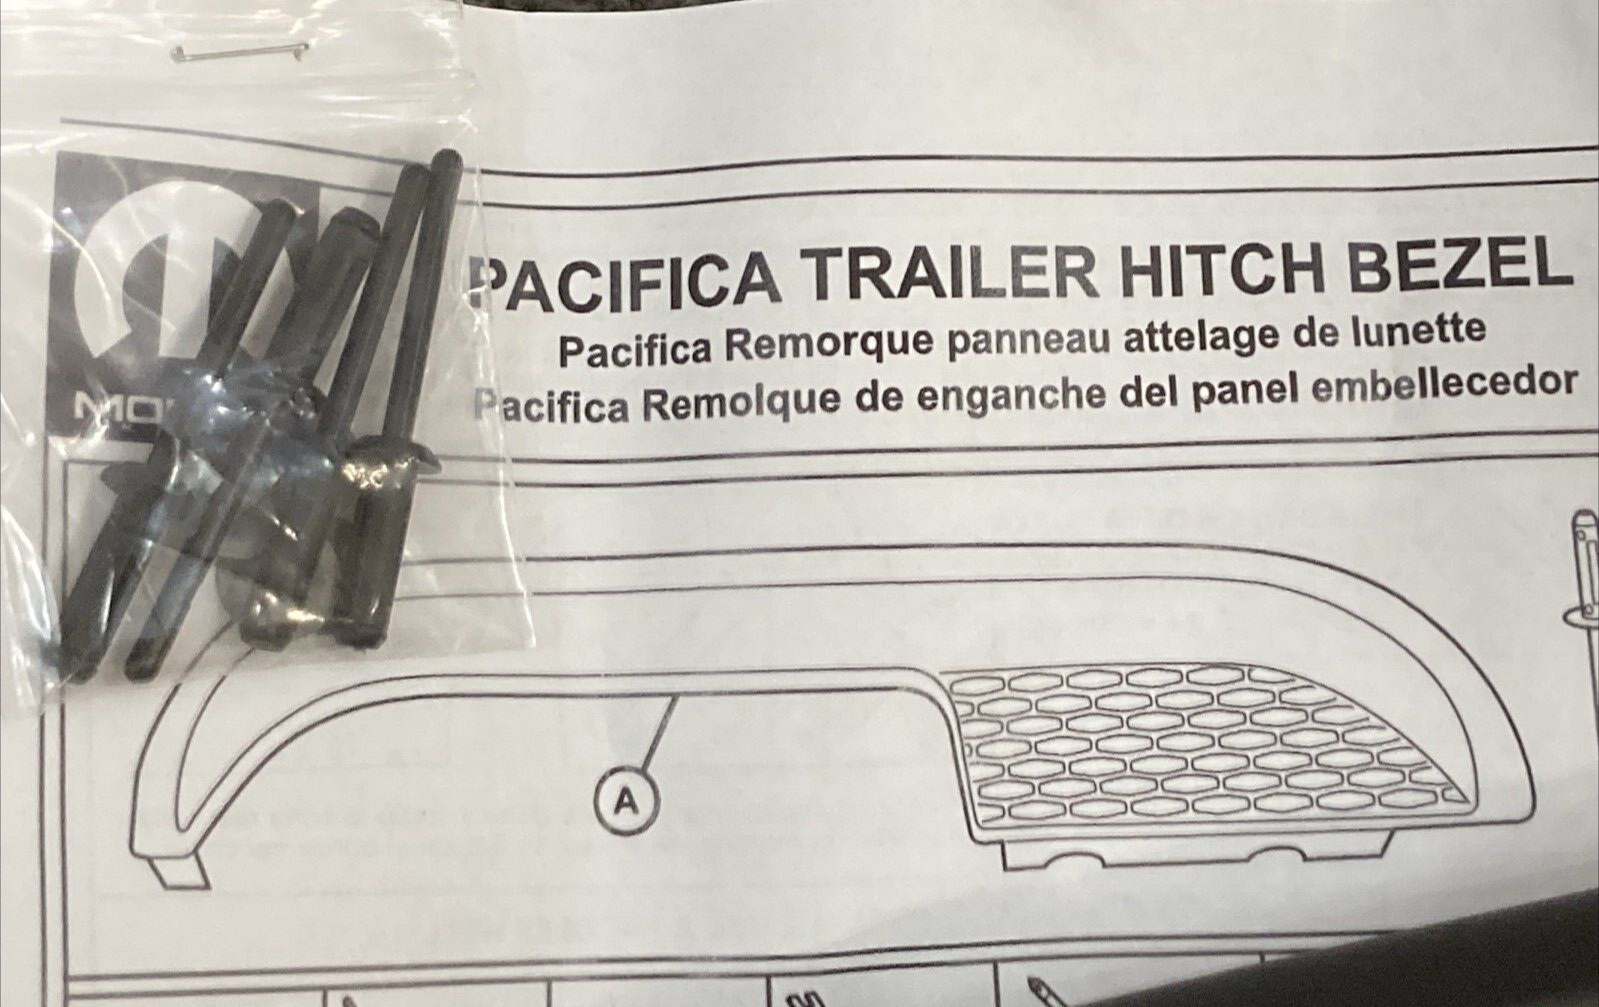 PACIFICA TRAILER HITCH BEZEL
Pacifica Remorque panneau attelage de lunette
Pacifica Remolque de enganche del panel embellecedor
A